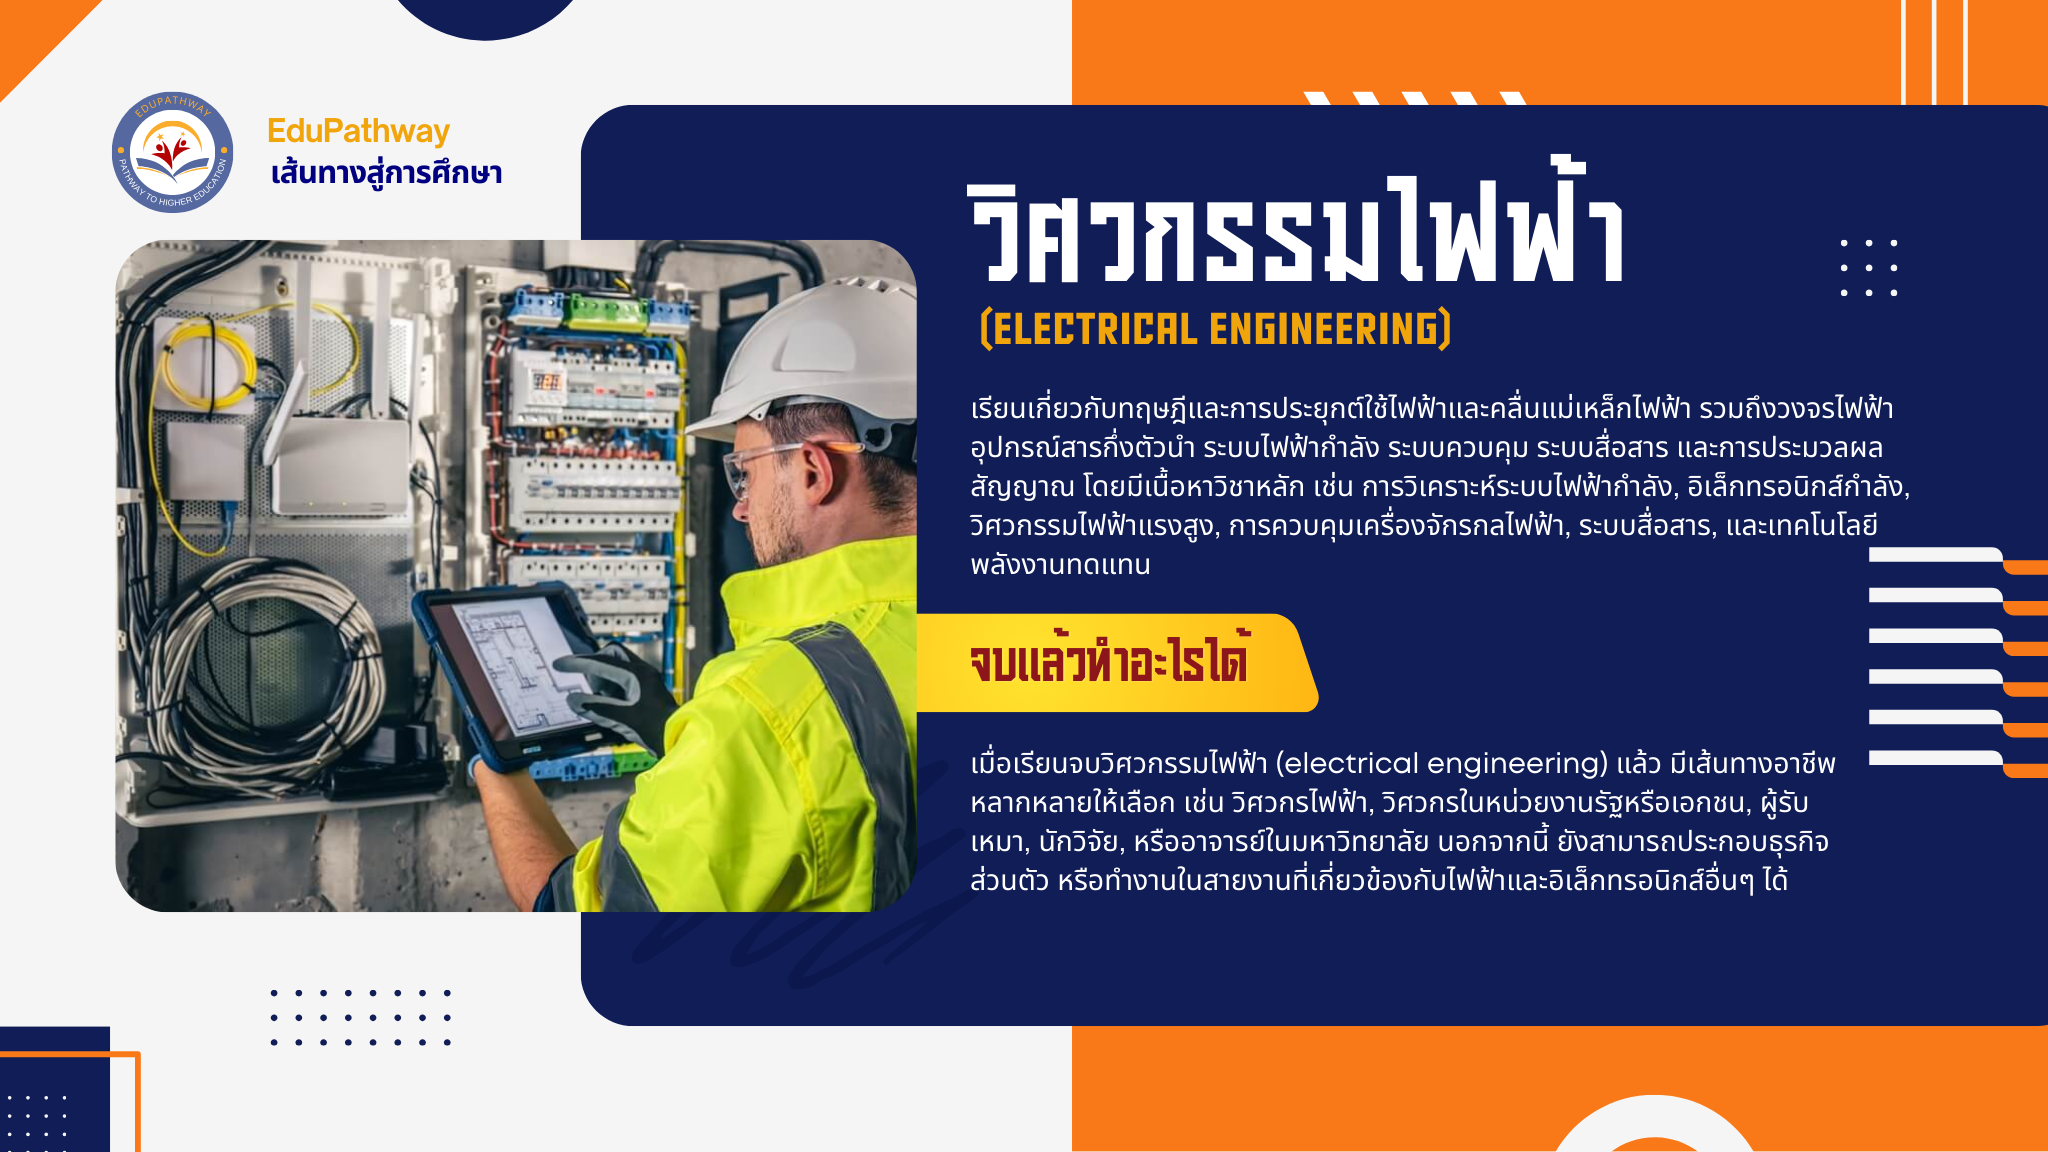 EDUPATHWAY
PATHWAY TO HIGHER EDUCATION
EduPathway
เส้นทางสู่การศึกษา
วิศวกรรมไฟฟ้า
(ELECTRICAL ENGINEERING)
เรียนเกี่ยวกับทฤษฎีและการประยุกต์ใช้ไฟฟ้าและคลื่นแม่เหล็กไฟฟ้า รวมถึงวงจรไฟฟ้า
อุปกรณ์สารกึ่งตัวนำ ระบบไฟฟ้ากำลัง ระบบควบคุม ระบบสื่อสาร และการประมวลผล
สัญญาณ โดยมีเนื้อหาวิชาหลัก เช่น การวิเคราะห์ระบบไฟฟ้ากำลัง, อิเล็กทรอนิกส์กำลัง,
วิศวกรรมไฟฟ้าแรงสูง, การควบคุมเครื่องจักรกลไฟฟ้า, ระบบสื่อสาร, และเทคโนโลยี
พลังงานทดแทน
จบแล้วทำอะไรได้
เมื่อเรียนจบวิศวกรรมไฟฟ้า (electrical engineering) แล้ว มีเส้นทางอาชีพ
หลากหลายให้เลือก เช่น วิศวกรไฟฟ้า, วิศวกรในหน่วยงานรัฐหรือเอกชน, ผู้รับ
เหมา, นักวิจัย, หรืออาจารย์ในมหาวิทยาลัย นอกจากนี้ ยังสามารถประกอบธุรกิจ
ส่วนตัว หรือทำงานในสายงานที่เกี่ยวข้องกับไฟฟ้าและอิเล็กทรอนิกส์อื่นๆ ได้